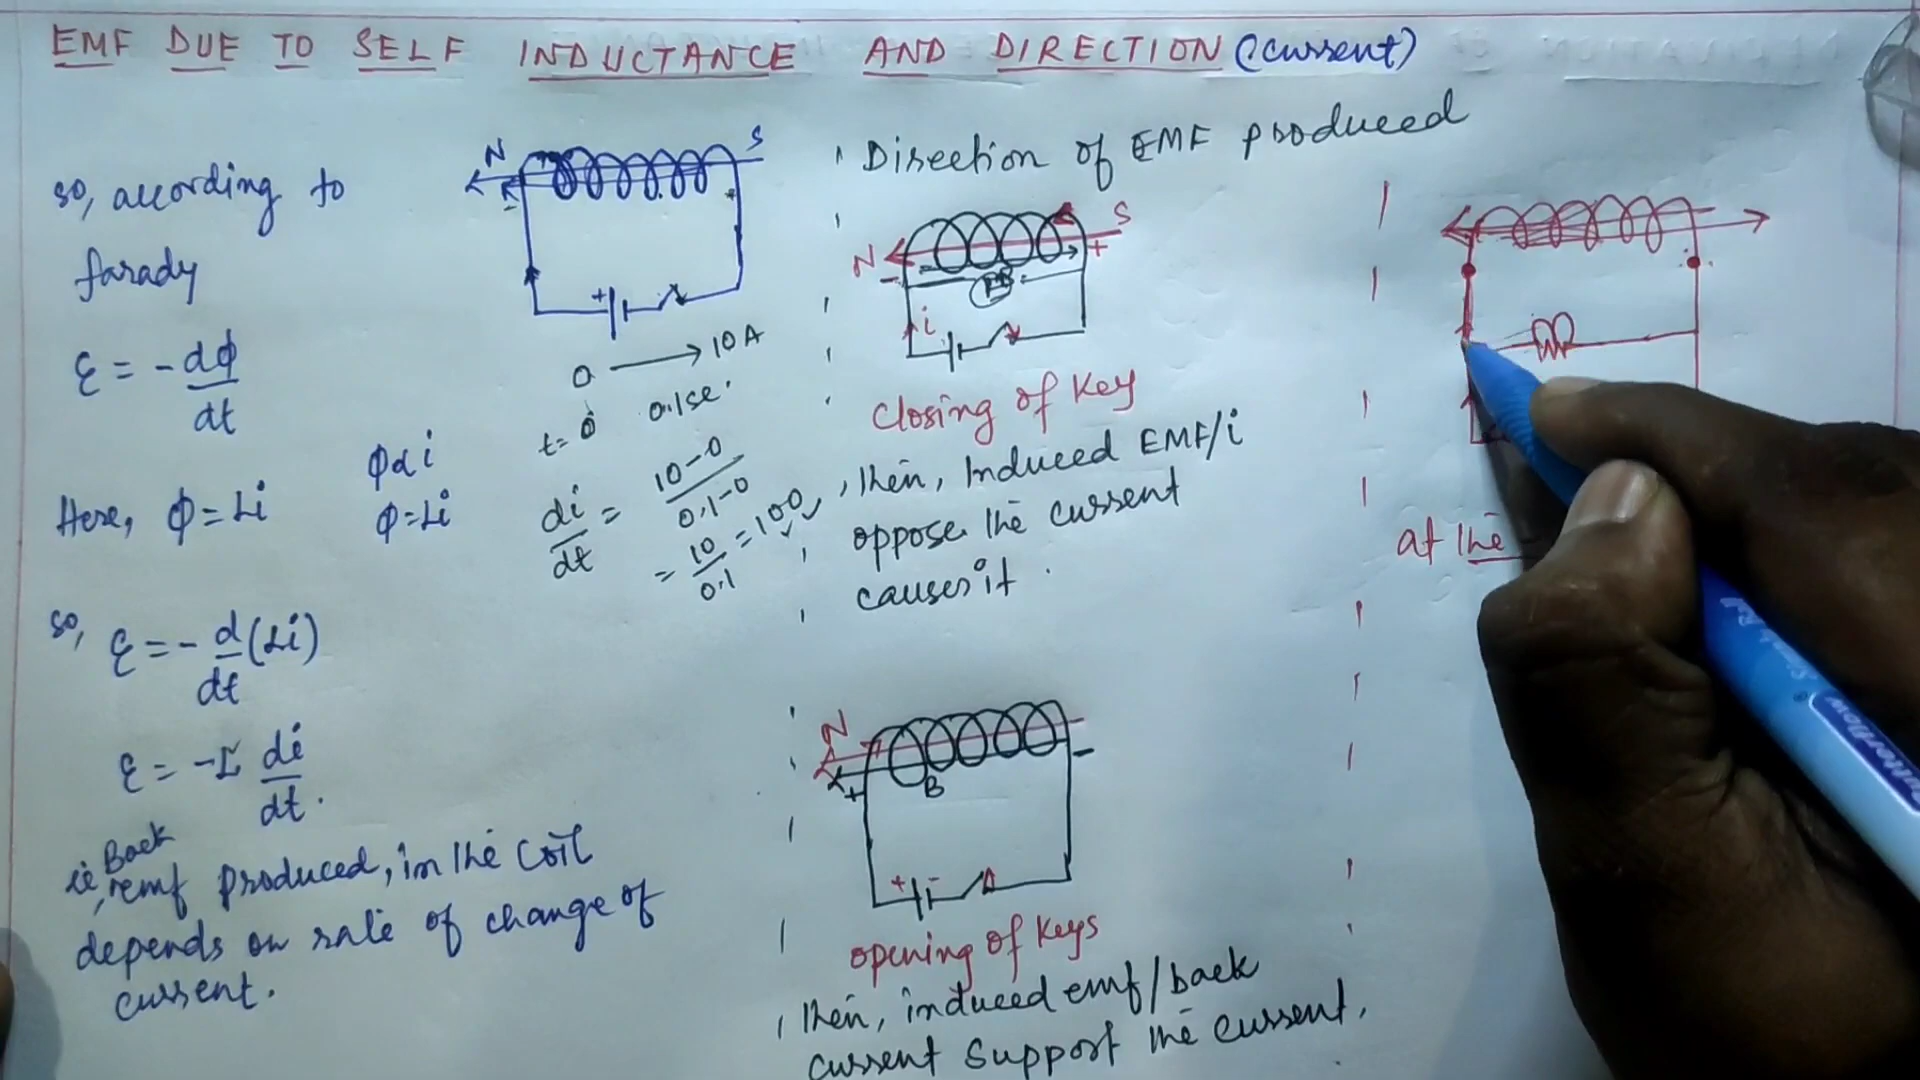 EMF DUE TO SELF INDUCTANCE AND DIRECTION (current)
so, according to
farady
ε = -dΦ
dt
Here, Φ = Li
Φ α i
Φ = Li
so, ε = - d (Li)
dt
ε = -L di
dt.
Back
ie, emf produced, in the coil
depends on rate of change of
current.
N
S
+
0 → 10A
t= 0 0.1se.
di = 10-0
dt 0.1-0
= 10 = 100
0.1
Direction of EMF produced
N
S
-
+
B
i
Closing of Key
then, Induced EMF/i
oppose the current
causes it.
N
+
-
B
+ -
opening of Keys
then, induced emf/back
current support the current.
at the
Butterflow